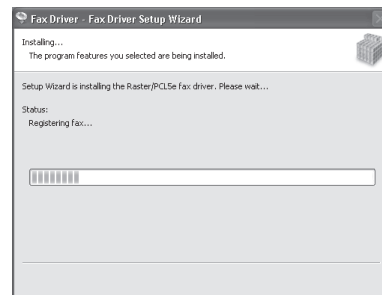 Fax Driver - Fax Driver Setup Wizard
Installing...
The program features you selected are being installed.
Setup Wizard is installing the Raster/PCL5e fax driver. Please wait...
Status:
Registering fax...